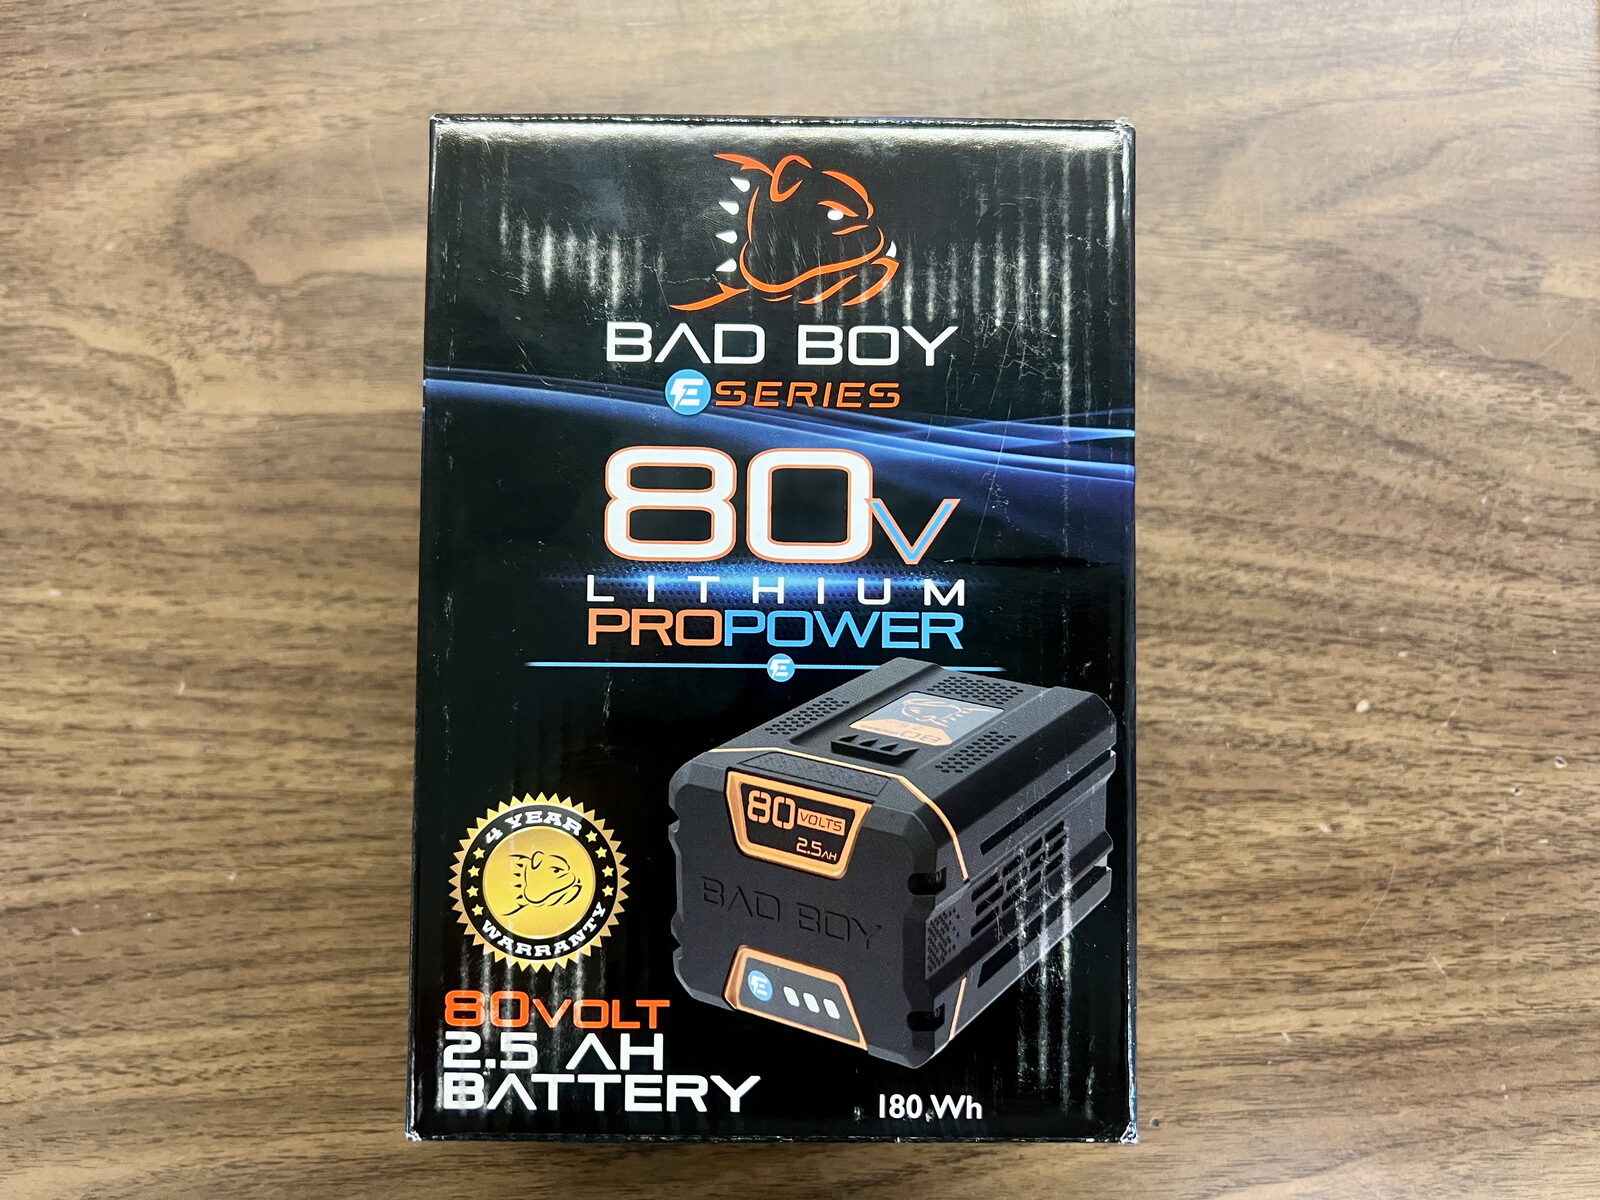 BAD BOY
E SERIES
80V
LITHIUM
PROPOWER
E
80
80 VOLTS
2.5AH
BAD BOY
E
4 YEAR
WARRANTY
80VOLT
2.5 AH
BATTERY
180 Wh